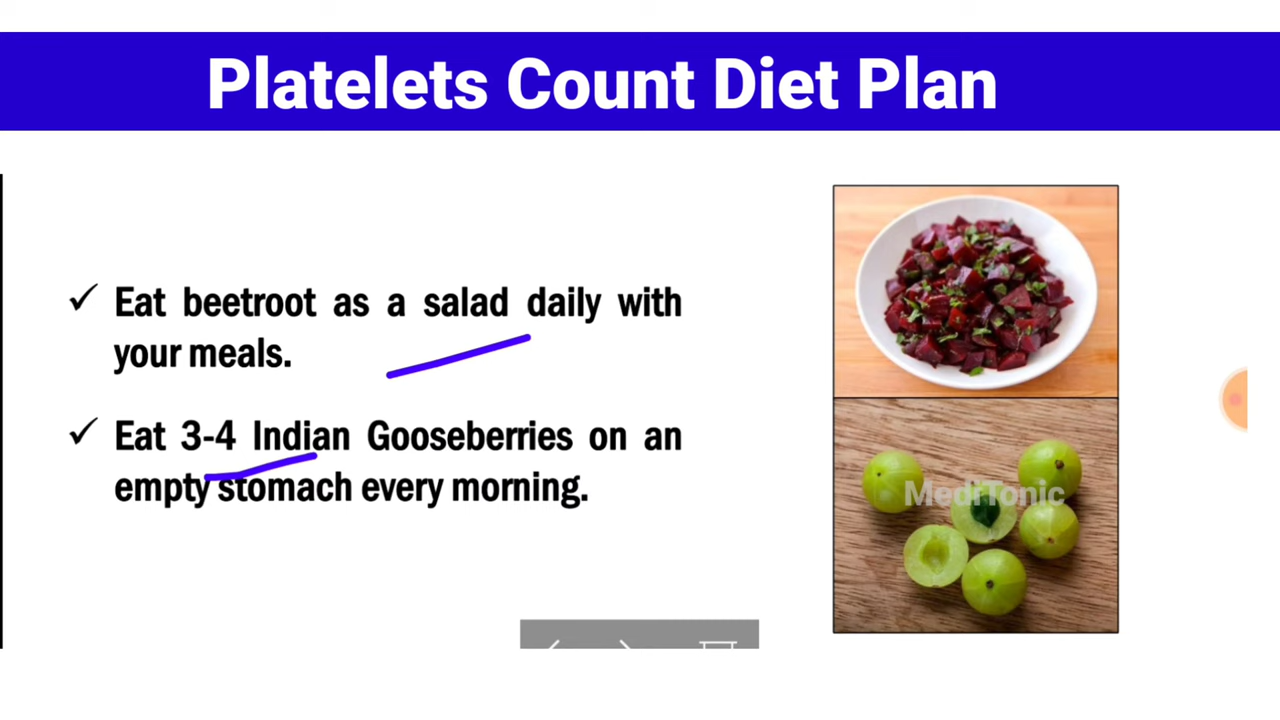 Platelets Count Diet Plan
✓ Eat beetroot as a salad daily with
your meals.
✓ Eat 3-4 Indian Gooseberries on an
empty stomach every morning.
MediTonic